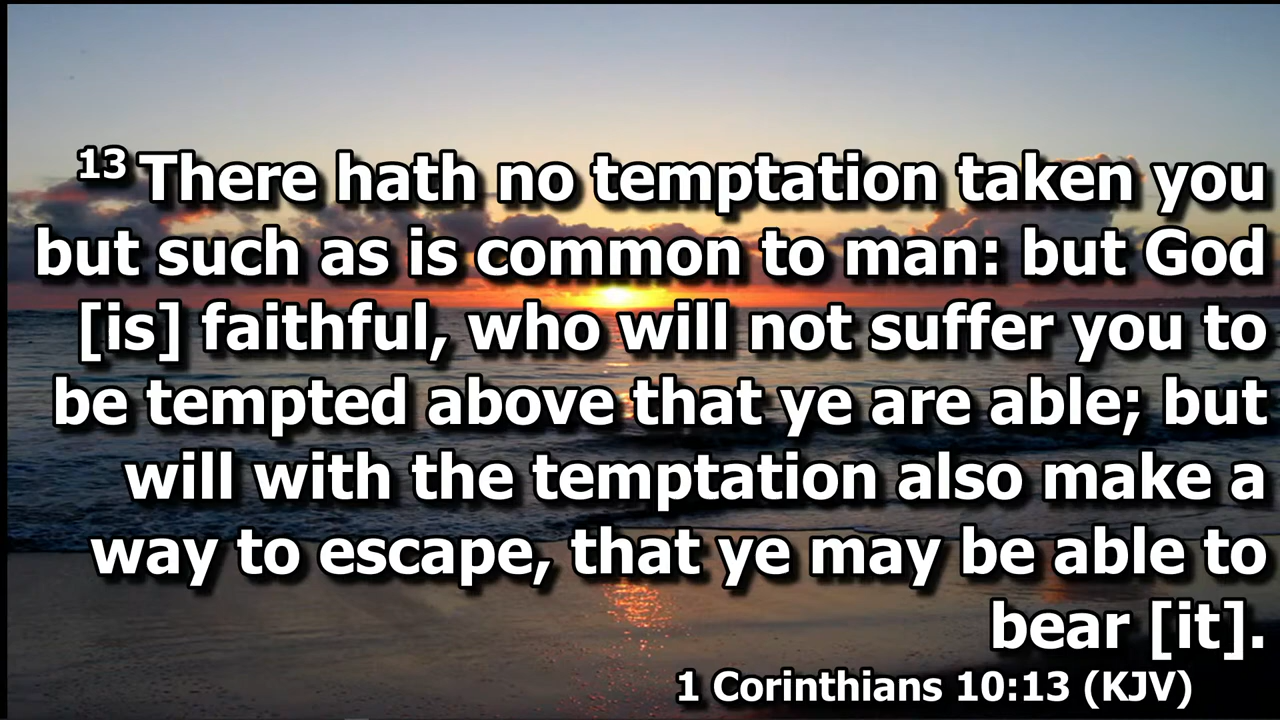 13 There hath no temptation taken you
but such as is common to man: but God
[is] faithful, who will not suffer you to
be tempted above that ye are able; but
will with the temptation also make a
way to escape, that ye may be able to
bear [it].
1 Corinthians 10:13 (KJV)